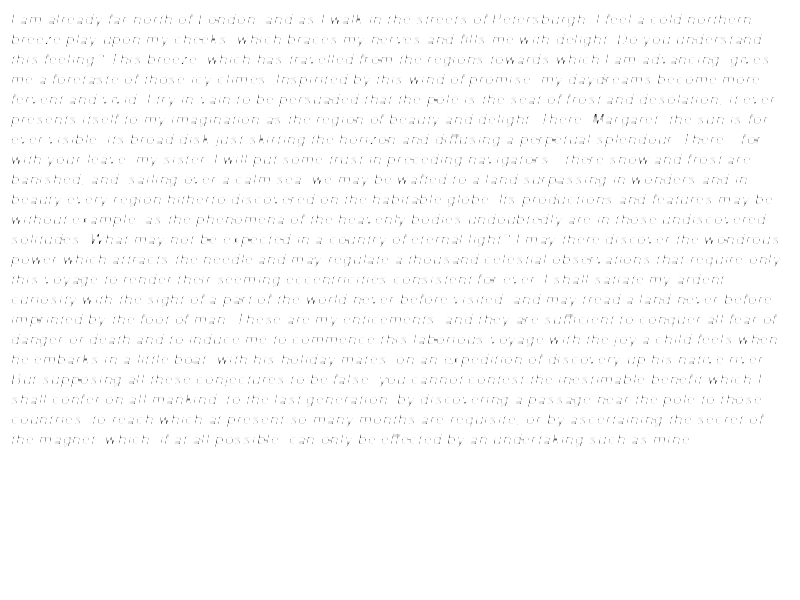 I am already far north of London, and as I walk in the streets of Petersburgh, I feel a cold northern
breeze play upon my cheeks, which braces my nerves and fills me with delight. Do you understand
this feeling? This breeze, which has travelled from the regions towards which I am advancing, gives
me a foretaste of those icy climes. Inspirited by this wind of promise, my daydreams become more
fervent and vivid. I try in vain to be persuaded that the pole is the seat of frost and desolation; it ever
presents itself to my imagination as the region of beauty and delight. There, Margaret, the sun is for
ever visible, its broad disk just skirting the horizon and diffusing a perpetual splendour. There—for
with your leave, my sister, I will put some trust in preceding navigators—there snow and frost are
banished; and, sailing over a calm sea, we may be wafted to a land surpassing in wonders and in
beauty every region hitherto discovered on the habitable globe. Its productions and features may be
without example, as the phenomena of the heavenly bodies undoubtedly are in those undiscovered
solitudes. What may not be expected in a country of eternal light? I may there discover the wondrous
power which attracts the needle and may regulate a thousand celestial observations that require only
this voyage to render their seeming eccentricities consistent for ever. I shall satiate my ardent
curiosity with the sight of a part of the world never before visited, and may tread a land never before
imprinted by the foot of man. These are my enticements, and they are sufficient to conquer all fear of
danger or death and to induce me to commence this laborious voyage with the joy a child feels when
he embarks in a little boat, with his holiday mates, on an expedition of discovery up his native river.
But supposing all these conjectures to be false, you cannot contest the inestimable benefit which I
shall confer on all mankind, to the last generation, by discovering a passage near the pole to those
countries, to reach which at present so many months are requisite; or by ascertaining the secret of
the magnet, which, if at all possible, can only be effected by an undertaking such as mine.